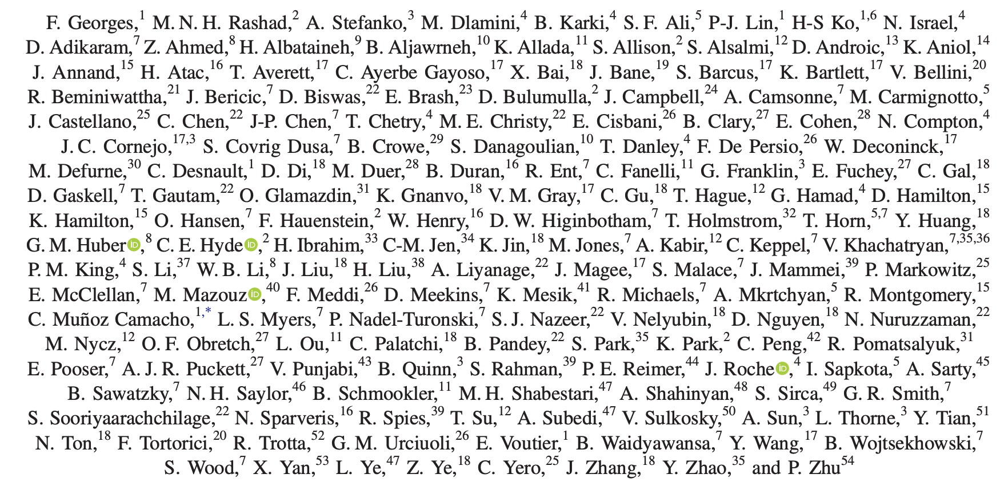 F. Georges,1 M. N. H. Rashad,2 A. Stefanko,3 M. Dlamini,4 B. Karki,4 S. F. Ali,5 P-J. Lin,1 H-S Ko,1,6 N. Israel,4
D. Adikaram,7 Z. Ahmed,8 H. Albataineh,9 B. Aljawrneh,10 K. Allada,11 S. Allison,2 S. Alsalmi,12 D. Androic,13 K. Aniol,14
J. Annand,15 H. Atac,16 T. Averett,17 C. Ayerbe Gayoso,17 X. Bai,18 J. Bane,19 S. Barcus,17 K. Bartlett,17 V. Bellini,20
R. Beminiwattha,21 J. Bericic,7 D. Biswas,22 E. Brash,23 D. Bulumulla,2 J. Campbell,24 A. Camsonne,7 M. Carmignotto,5
J. Castellano,25 C. Chen,22 J-P. Chen,7 T. Chetry,4 M. E. Christy,22 E. Cisbani,26 B. Clary,27 E. Cohen,28 N. Compton,4
J. C. Cornejo,17,3 S. Covrig Dusa,7 B. Crowe,29 S. Danagoulian,10 T. Danley,4 F. De Persio,26 W. Deconinck,17
M. Defurne,30 C. Desnault,1 D. Di,18 M. Duer,28 B. Duran,16 R. Ent,7 C. Fanelli,11 G. Franklin,3 E. Fuchey,27 C. Gal,18
D. Gaskell,7 T. Gautam,22 O. Glamazdin,31 K. Gnanvo,18 V. M. Gray,17 C. Gu,18 T. Hague,12 G. Hamad,4 D. Hamilton,15
K. Hamilton,15 O. Hansen,7 F. Hauenstein,2 W. Henry,16 D. W. Higinbotham,7 T. Holmstrom,32 T. Horn,5,7 Y. Huang,18
G. M. Huber iD,8 C. E. Hyde iD,2 H. Ibrahim,33 C-M. Jen,34 K. Jin,18 M. Jones,7 A. Kabir,12 C. Keppel,7 V. Khachatryan,7,35,36
P. M. King,4 S. Li,37 W. B. Li,8 J. Liu,18 H. Liu,38 A. Liyanage,22 J. Magee,17 S. Malace,7 J. Mammei,39 P. Markowitz,25
E. McClellan,7 M. Mazouz iD,40 F. Meddi,26 D. Meekins,7 K. Mesik,41 R. Michaels,7 A. Mkrtchyan,5 R. Montgomery,15
C. Muñoz Camacho,1,* L. S. Myers,7 P. Nadel-Turonski,7 S. J. Nazeer,22 V. Nelyubin,18 D. Nguyen,18 N. Nuruzzaman,22
M. Nycz,12 O. F. Obretch,27 L. Ou,11 C. Palatchi,18 B. Pandey,22 S. Park,35 K. Park,2 C. Peng,42 R. Pomatsalyuk,31
E. Pooser,7 A. J. R. Puckett,27 V. Punjabi,43 B. Quinn,3 S. Rahman,39 P. E. Reimer,44 J. Roche iD,4 I. Sapkota,5 A. Sarty,45
B. Sawatzky,7 N. H. Saylor,46 B. Schmookler,11 M. H. Shabestari,47 A. Shahinyan,48 S. Sirca,49 G. R. Smith,7
S. Sooriyaarachchilage,22 N. Sparveris,16 R. Spies,39 T. Su,12 A. Subedi,47 V. Sulkosky,50 A. Sun,3 L. Thorne,3 Y. Tian,51
N. Ton,18 F. Tortorici,20 R. Trotta,52 G. M. Urciuoli,26 E. Voutier,1 B. Waidyawansa,7 Y. Wang,17 B. Wojtsekhowski,7
S. Wood,7 X. Yan,53 L. Ye,47 Z. Ye,18 C. Yero,25 J. Zhang,18 Y. Zhao,35 and P. Zhu54